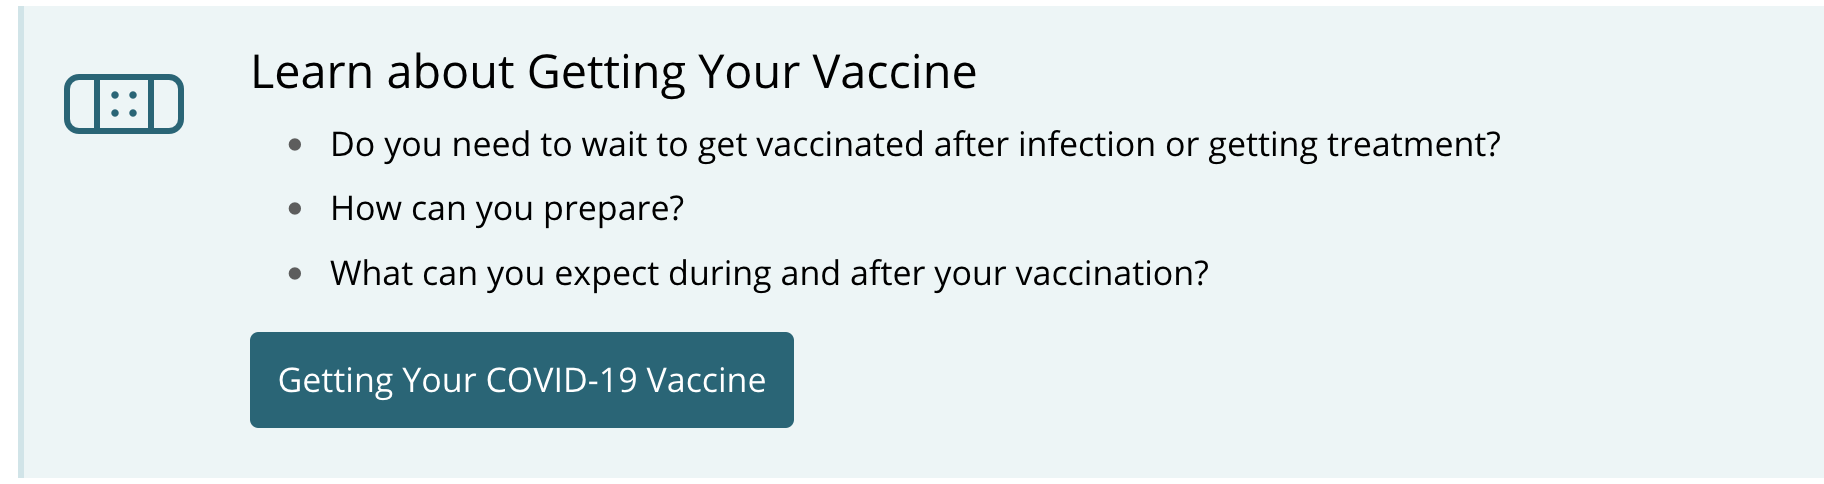 Learn about Getting Your Vaccine
Do you need to wait to get vaccinated after infection or getting treatment?
How can you prepare?
What can you expect during and after your vaccination?
Getting Your COVID-19 Vaccine